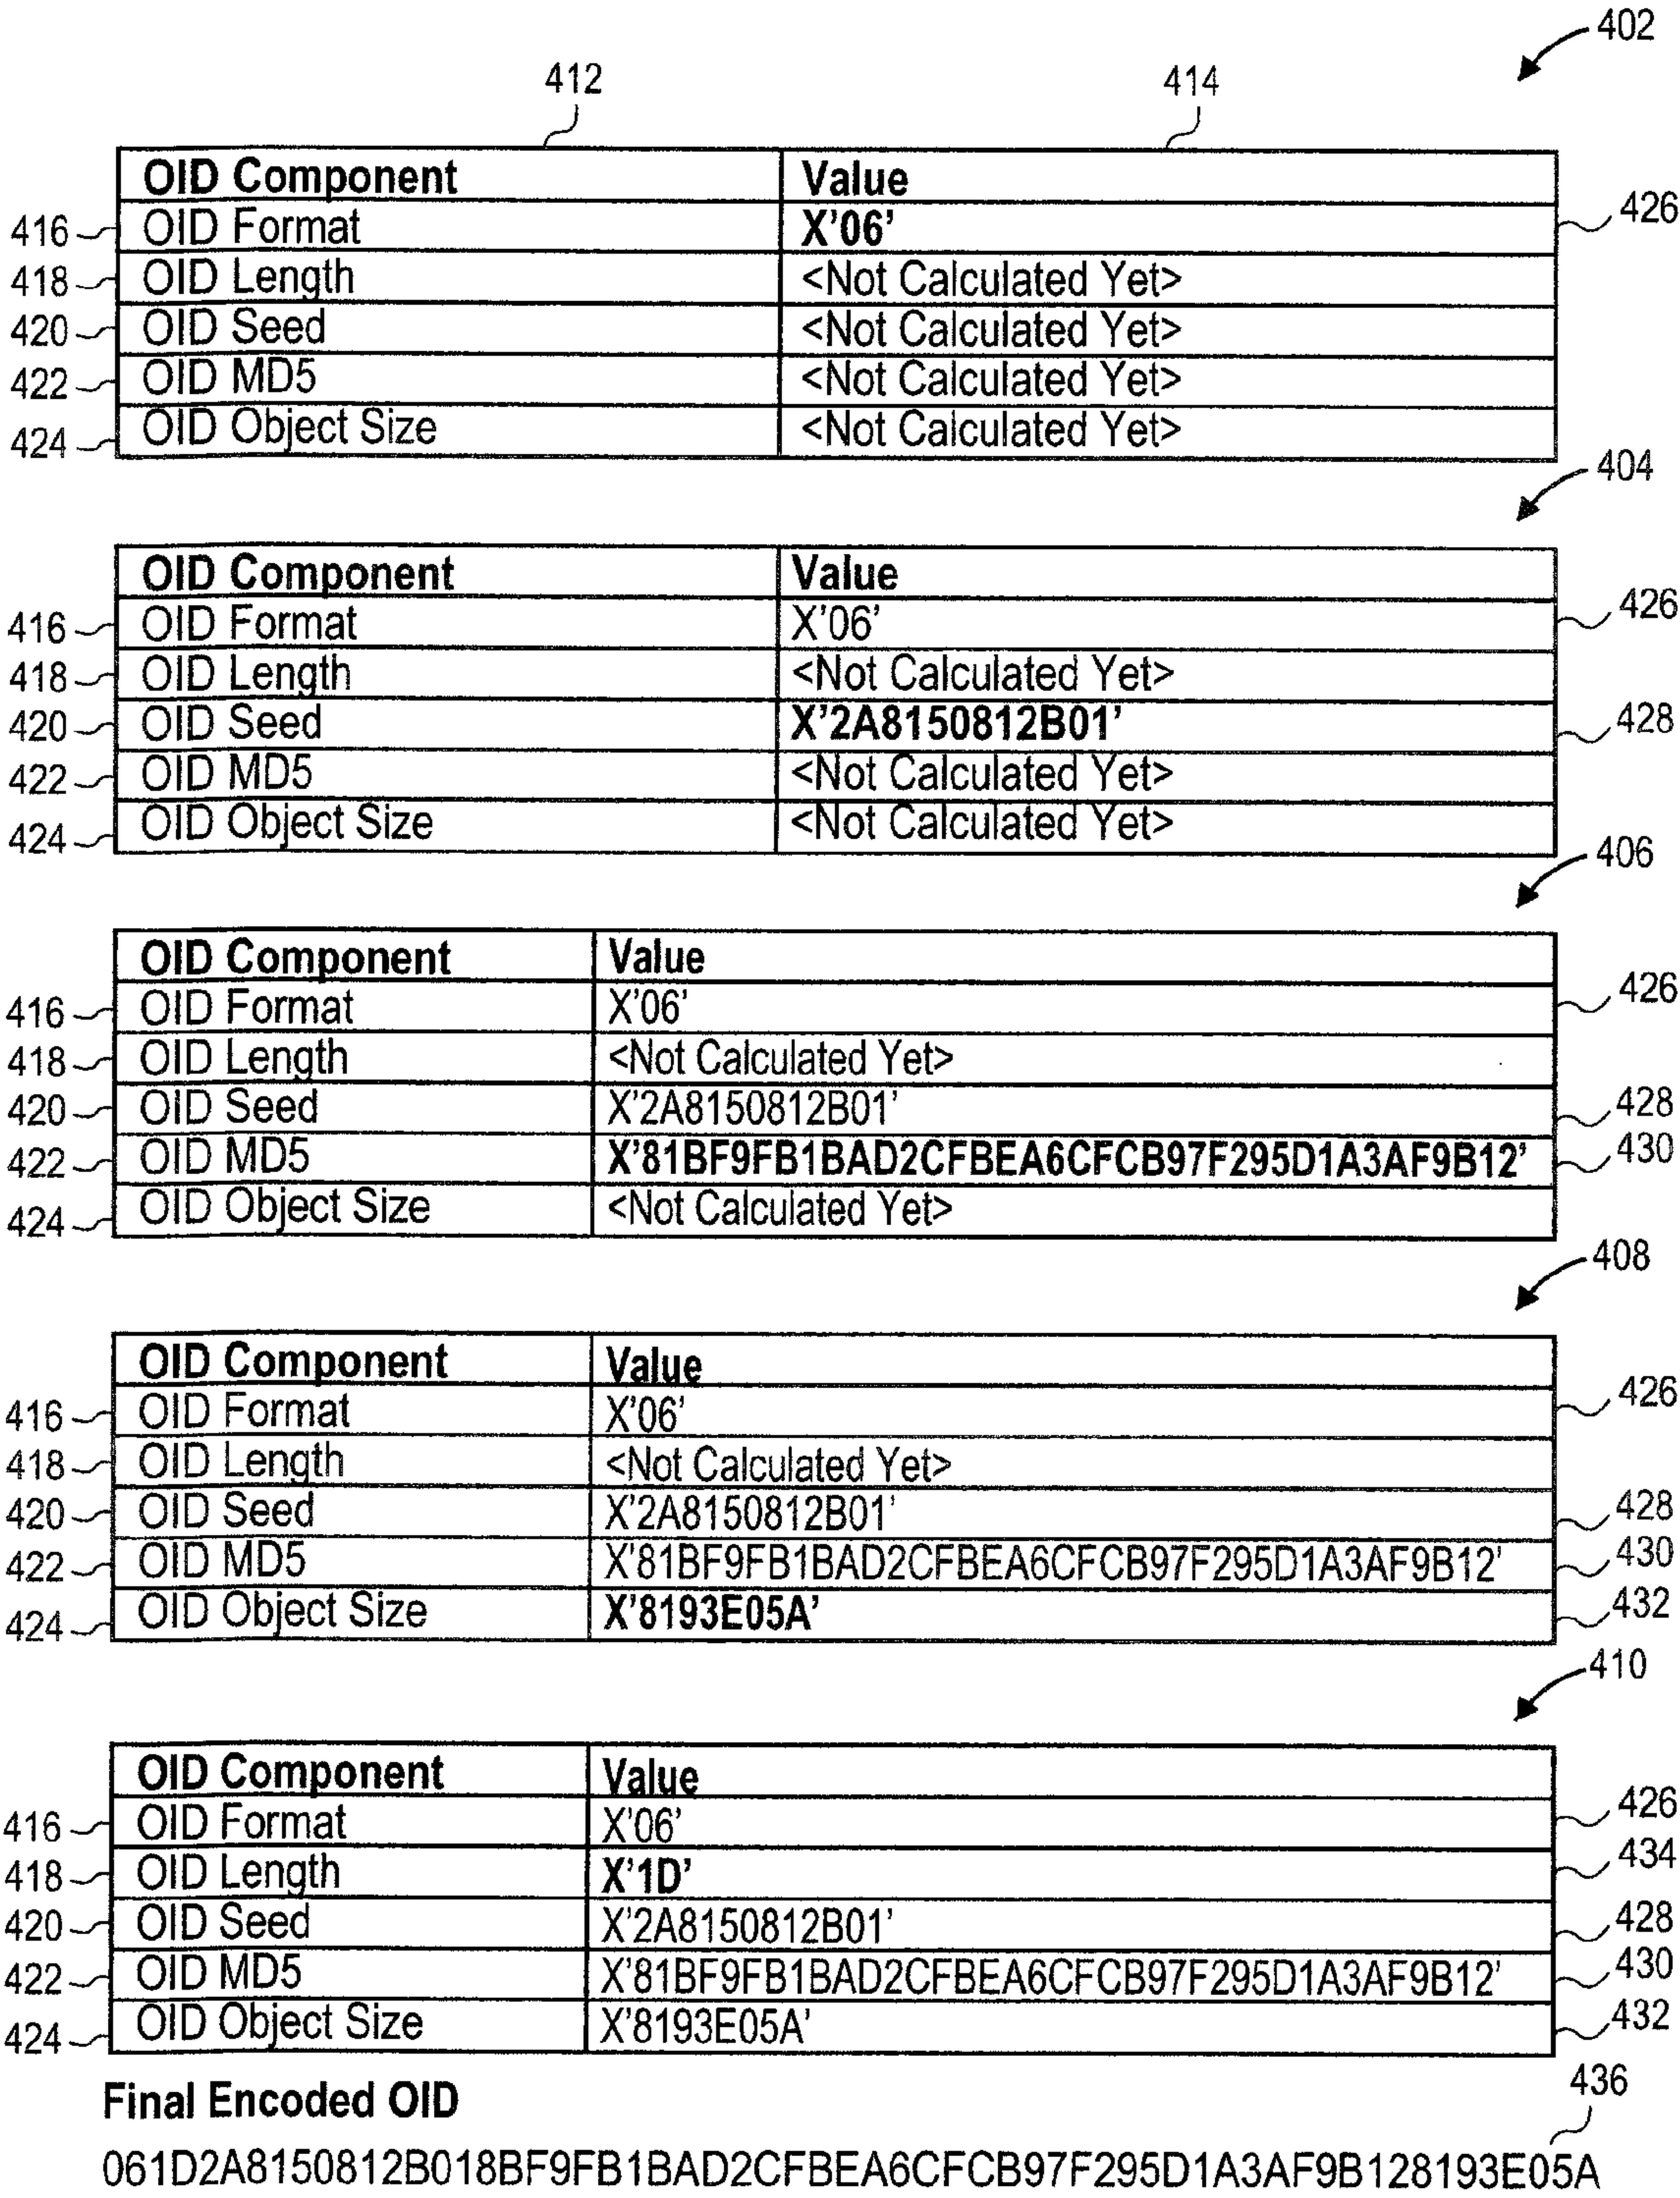 402
412 414
OID Component Value
416 OID Format X'06' 426
418 OID Length <Not Calculated Yet>
420 OID Seed <Not Calculated Yet>
422 OID MD5 <Not Calculated Yet>
424 OID Object Size <Not Calculated Yet>
404
OID Component Value
416 OID Format X'06' 426
418 OID Length <Not Calculated Yet>
420 OID Seed X'2A8150812B01' 428
422 OID MD5 <Not Calculated Yet>
424 OID Object Size <Not Calculated Yet>
406
OID Component Value
416 OID Format X'06' 426
418 OID Length <Not Calculated Yet>
420 OID Seed X'2A8150812B01' 428
422 OID MD5 X'81BF9FB1BAD2CFBEA6CFCB97F295D1A3AF9B12' 430
424 OID Object Size <Not Calculated Yet>
408
OID Component Value
416 OID Format X'06' 426
418 OID Length <Not Calculated Yet>
420 OID Seed X'2A8150812B01' 428
422 OID MD5 X'81BF9FB1BAD2CFBEA6CFCB97F295D1A3AF9B12' 430
424 OID Object Size X'8193E05A' 432
410
OID Component Value
416 OID Format X'06' 426
418 OID Length X'1D' 434
420 OID Seed X'2A8150812B01' 428
422 OID MD5 X'81BF9FB1BAD2CFBEA6CFCB97F295D1A3AF9B12' 430
424 OID Object Size X'8193E05A' 432
Final Encoded OID 436
061D2A8150812B018BF9FB1BAD2CFBEA6CFCB97F295D1A3AF9B128193E05A